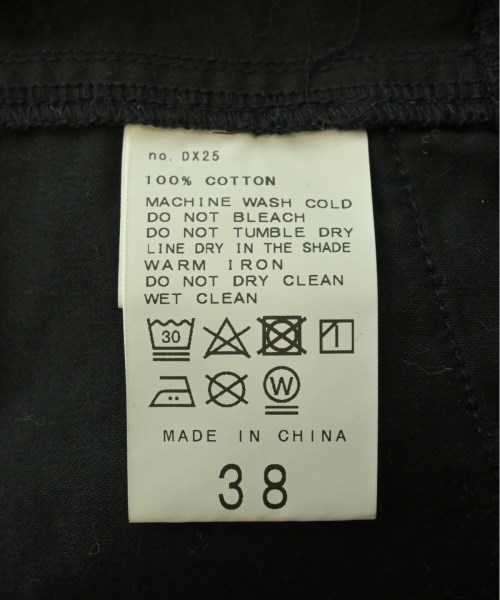 no. DX25
100% COTTON
MACHINE WASH COLD
DO NOT BLEACH
DO NOT TUMBLE DRY
LINE DRY IN THE SHADE
WARM IRON
DO NOT DRY CLEAN
WET CLEAN
30
W
MADE IN CHINA
38